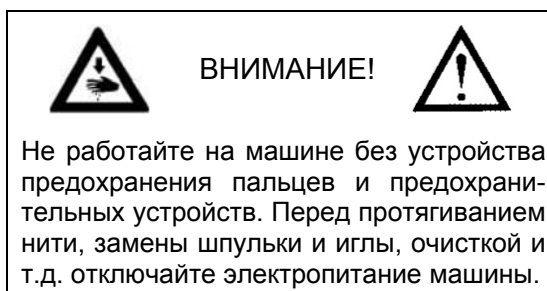 ВНИМАНИЕ!
Не работайте на машине без устройства
предохранения пальцев и предохрани-
тельных устройств. Перед протягиванием
нити, замены шпульки и иглы, очисткой и
т.д. отключайте электропитание машины.